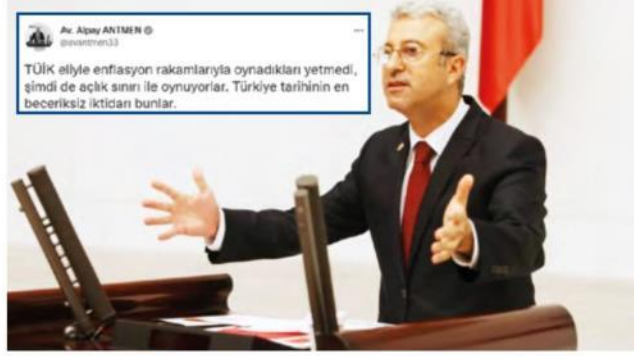 Av. Alpay ANTMEN
@avantmen33
TÜİK eliyle enflasyon rakamlarıyla oynadıkları yetmedi,
şimdi de açlık sınırı ile oynuyorlar. Türkiye tarihinin en
beceriksiz iktidarı bunlar.